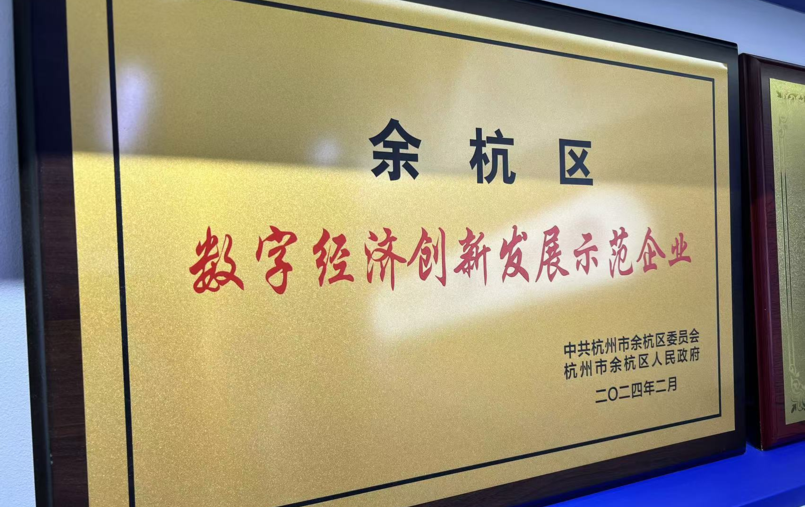 余杭区
数字经济创新发展示范企业
中共杭州市余杭区委员会
杭州市余杭区人民政府
二〇二四年二月